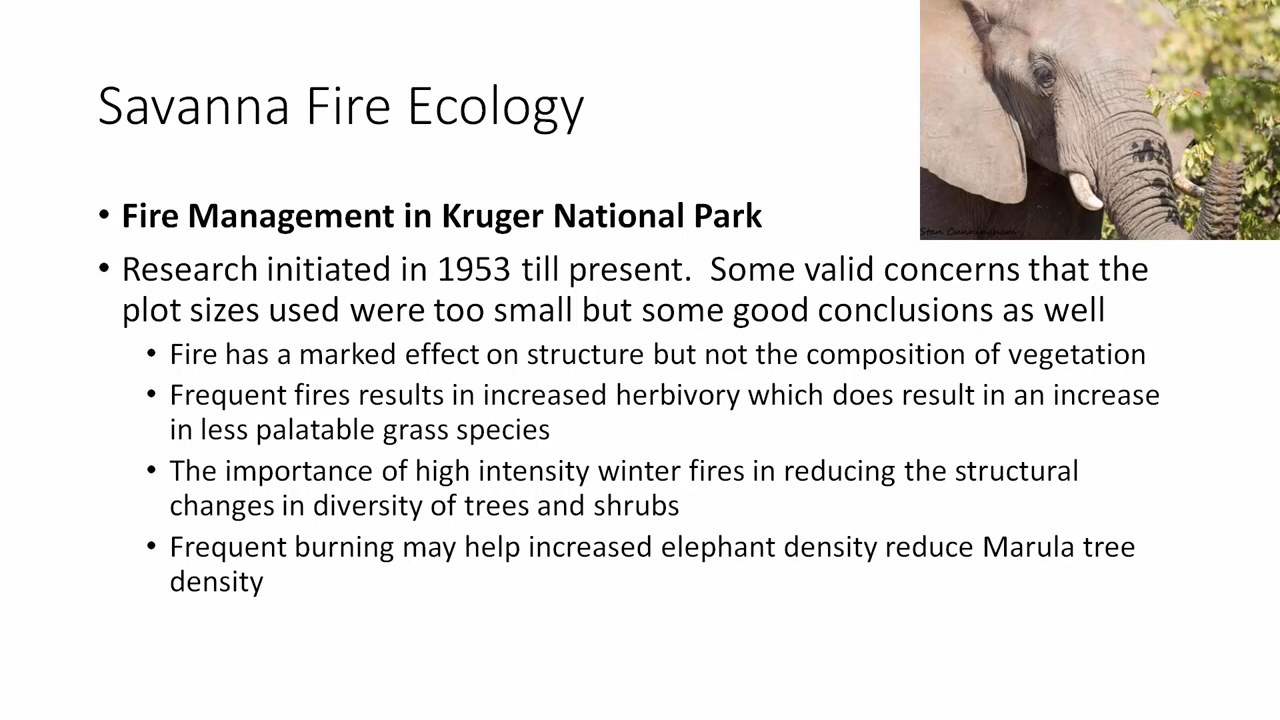 Savanna Fire Ecology
Stan Cunningham
• Fire Management in Kruger National Park
• Research initiated in 1953 till present.  Some valid concerns that the
plot sizes used were too small but some good conclusions as well
• Fire has a marked effect on structure but not the composition of vegetation
• Frequent fires results in increased herbivory which does result in an increase
in less palatable grass species
• The importance of high intensity winter fires in reducing the structural
changes in diversity of trees and shrubs
• Frequent burning may help increased elephant density reduce Marula tree
density